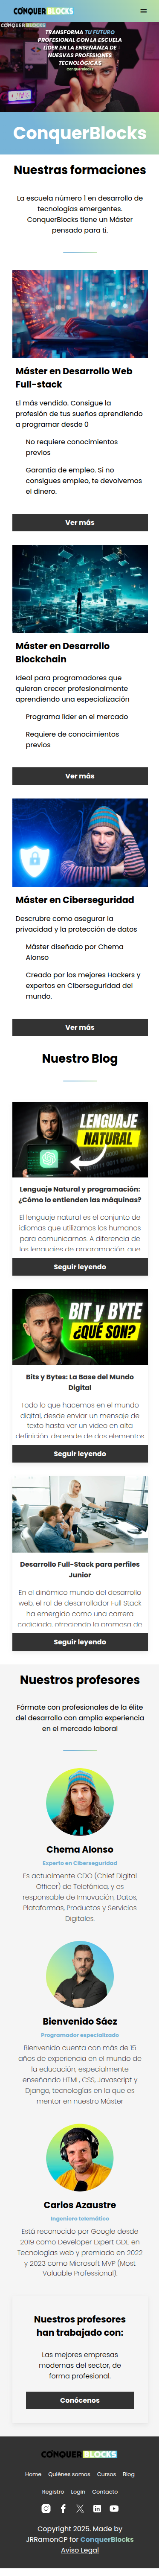 CONQUER BLOCKS
CONQUER BLOCKS
TRANSFORMA TU FUTURO
PROFESIONAL CON LA ESCUELA
LÍDER EN LA ENSEÑANZA DE
NUEVAS PROFESIONES
TECNOLÓGICAS
ConquerBlocks
ConquerBlocks
Nuestras formaciones
La escuela número 1 en desarrollo de
tecnologías emergentes.
ConquerBlocks tiene un Máster
pensado para ti.
Máster en Desarrollo Web
Full-stack
El más vendido. Consigue la
profesión de tus sueños aprendiendo
a programar desde 0
No requiere conocimientos
previos
Garantía de empleo. Si no
consigues empleo, te devolvemos
el dinero.
Ver más
Máster en Desarrollo
Blockchain
Ideal para programadores que
quieran crecer profesionalmente
aprendiendo una especialización
Programa líder en el mercado
Requiere de conocimientos
previos
Ver más
Máster en Ciberseguridad
Descrubre como asegurar la
privacidad y la protección de datos
Máster diseñado por Chema
Alonso
Creado por los mejores Hackers y
expertos en Ciberseguridad del
mundo.
Ver más
Nuestro Blog
LENGUAJE
NATURAL
Lenguaje Natural y programación:
¿Cómo lo entienden las máquinas?
El lenguaje natural es el conjunto de
idiomas que utilizamos los humanos
para comunicarnos. A diferencia de
los lenguajes de programación, que
Seguir leyendo
BIT y BYTE
¿QUÉ SON?
Bits y Bytes: La Base del Mundo
Digital
Todo lo que hacemos en el mundo
digital, desde enviar un mensaje de
texto hasta ver un video en alta
definición, depende de dos elementos
Seguir leyendo
Desarrollo Full-Stack para perfiles
Junior
En el dinámico mundo del desarrollo
web, el rol de desarrollador Full Stack
ha emergido como una carrera
codiciada, ofreciendo la promesa de
Seguir leyendo
Nuestros profesores
Fórmate con profesionales de la élite
del desarrollo con amplia experiencia
en el mercado laboral
Chema Alonso
Experto en Ciberseguridad
Es actualmente CDO (Chief Digital
Officer) de Telefónica, y es
responsable de Innovación, Datos,
Plataformas, Productos y Servicios
Digitales.
Bienvenido Sáez
Programador especializado
Bienvenido cuenta con más de 15
años de experiencia en el mundo de
la educación, especialmente
enseñando HTML, CSS, Javascript y
Django, tecnologías en la que es
mentor en nuestro Máster
Carlos Azaustre
Ingeniero telemático
Está reconocido por Google desde
2019 como Developer Expert GDE en
Tecnologías web y premiado en 2022
y 2023 como Microsoft MVP (Most
Valuable Professional).
Nuestros profesores
han trabajado con:
Las mejores empresas
modernas del sector, de
forma profesional.
Conócenos
CONQUER BLOCKS
Home Quiénes somos Cursos Blog
Registro Login Contacto
Copyright 2025. Made by
JRRamonCP for ConquerBlocks
Aviso Legal